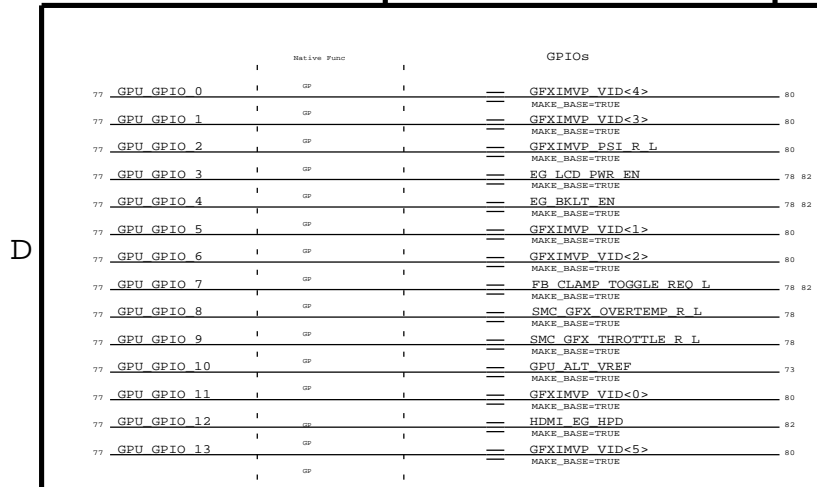 Native Func GPIOs
77 GPU_GPIO_0 GP GFXIMVP_VID<4> 80
MAKE_BASE=TRUE
77 GPU_GPIO_1 GP GFXIMVP_VID<3> 80
MAKE_BASE=TRUE
77 GPU_GPIO_2 GP GFXIMVP_PSI_R_L 80
MAKE_BASE=TRUE
77 GPU_GPIO_3 GP EG_LCD_PWR_EN 78 82
MAKE_BASE=TRUE
77 GPU_GPIO_4 GP EG_BKLT_EN 78 82
MAKE_BASE=TRUE
77 GPU_GPIO_5 GP GFXIMVP_VID<1> 80
MAKE_BASE=TRUE
D
77 GPU_GPIO_6 GP GFXIMVP_VID<2> 80
MAKE_BASE=TRUE
77 GPU_GPIO_7 GP FB_CLAMP_TOGGLE_REQ_L 78 82
MAKE_BASE=TRUE
77 GPU_GPIO_8 GP SMC_GFX_OVERTEMP_R_L 78
MAKE_BASE=TRUE
77 GPU_GPIO_9 GP SMC_GFX_THROTTLE_R_L 78
MAKE_BASE=TRUE
77 GPU_GPIO_10 GP GPU_ALT_VREF 73
MAKE_BASE=TRUE
77 GPU_GPIO_11 GP GFXIMVP_VID<0> 80
MAKE_BASE=TRUE
77 GPU_GPIO_12 GP HDMI_EG_HPD 82
MAKE_BASE=TRUE
77 GPU_GPIO_13 GP GFXIMVP_VID<5> 80
MAKE_BASE=TRUE
GP